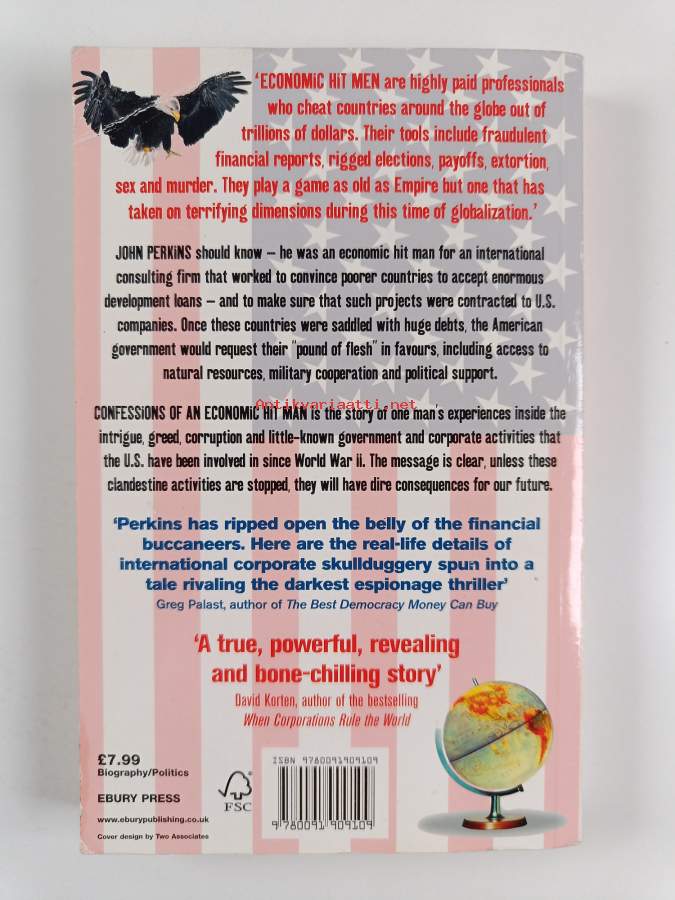 'ECONOMiC HiT MEN are highly paid professionals
who cheat countries around the globe out of
trillions of dollars. Their tools include fraudulent
financial reports, rigged elections, payoffs, extortion,
sex and murder. They play a game as old as Empire but one that has
taken on terrifying dimensions during this time of globalization.'
JOHN PERKiNS should know – he was an economic hit man for an international
consulting firm that worked to convince poorer countries to accept enormous
development loans – and to make sure that such projects were contracted to U.S.
companies. Once these countries were saddled with huge debts, the American
government would request their "pound of flesh" in favours, including access to
natural resources, military cooperation and political support.
Antikvariaatti.net
CONFESSiONS OF AN ECONOMiC HiT MAN is the story of one man's experiences inside the
intrigue, greed, corruption and little-known government and corporate activities that
the U.S. have been involved in since World War ii. The message is clear, unless these
clandestine activities are stopped, they will have dire consequences for our future.
'Perkins has ripped open the belly of the financial
buccaneers. Here are the real-life details of
international corporate skullduggery spun into a
tale rivaling the darkest espionage thriller'
Greg Palast, author of The Best Democracy Money Can Buy
'A true, powerful, revealing
and bone-chilling story'
David Korten, author of the bestselling
When Corporations Rule the World
£7.99
Biography/Politics
EBURY PRESS
www.eburypublishing.co.uk
Cover design by Two Associates
FSC
ISBN 9780091909109
9 780091 909109